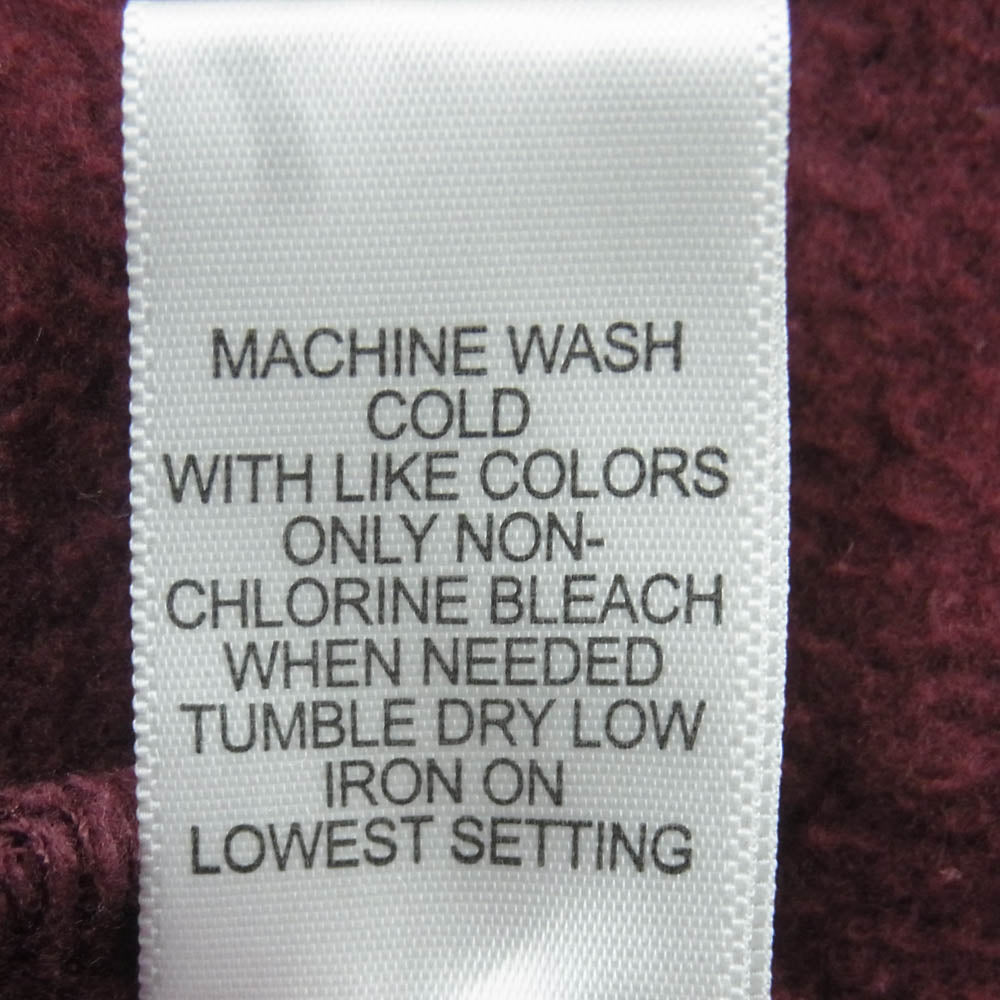 MACHINE WASH
COLD
WITH LIKE COLORS
ONLY NON-
CHLORINE BLEACH
WHEN NEEDED
TUMBLE DRY LOW
IRON ON
LOWEST SETTING